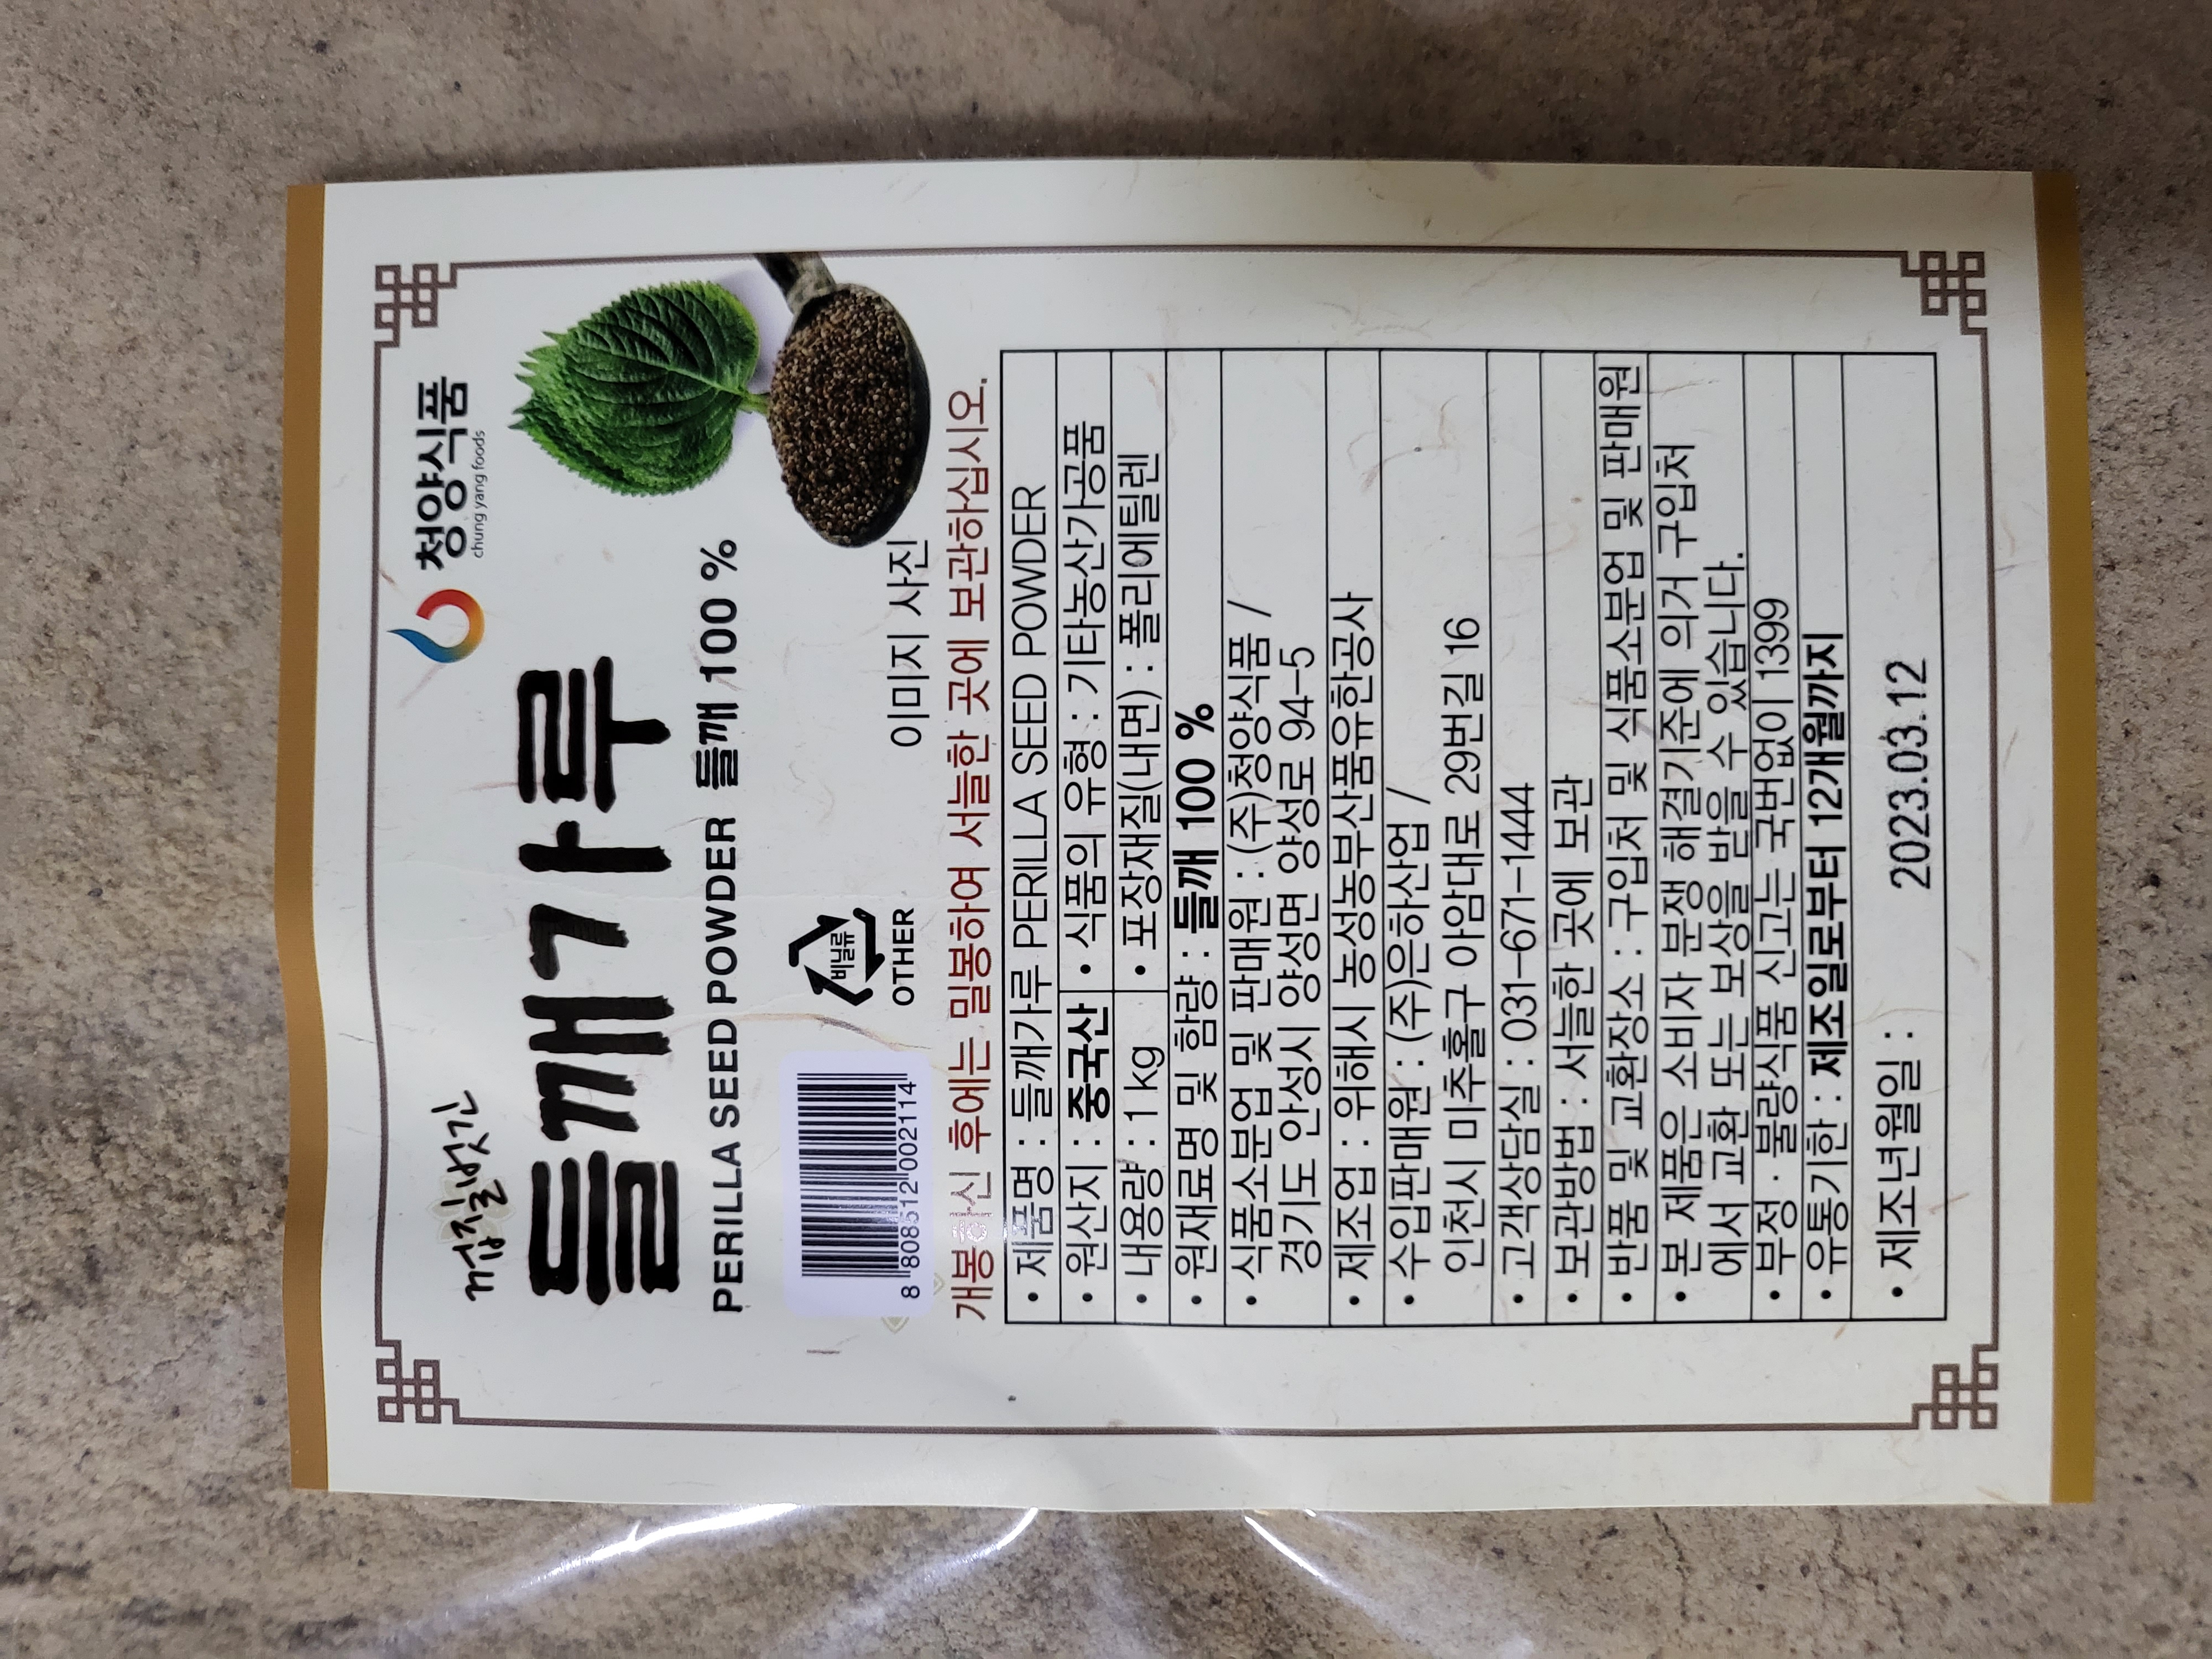 청양식품
chung yang foods
껍질벗긴
들깨가루
PERILLA SEED POWDER 들깨 100 %
비닐류
OTHER
이미지 사진
8 808512 002114
개봉하신 후에는 밀봉하여 서늘한 곳에 보관하십시오.
• 제품명 : 들깨가루 PERILLA SEED POWDER
• 원산지 : 중국산 • 식품의 유형 : 기타농산가공품
• 내용량 : 1 kg • 포장재질(내면) : 폴리에틸렌
• 원재료명 및 함량 : 들깨 100 %
• 식품소분업 및 판매원 : (주)청양식품 /
경기도 안성시 양성면 양성로 94-5
• 제조업 : 위해시 농성농부산품유한공사
• 수입판매원 : (주)은하산업 /
인천시 미추홀구 아암대로 29번길 16
• 고객상담실 : 031-671-1444
• 보관방법 : 서늘한 곳에 보관
• 반품 및 교환장소 : 구입처 및 식품소분업 및 판매원
• 본 제품은 소비자 분쟁 해결기준에 의거 구입처
에서 교환 또는 보상을 받을 수 있습니다.
• 부정 · 불량식품 신고는 국번없이 1399
• 유통기한 : 제조일로부터 12개월까지
• 제조년월일 : 2023.03.12